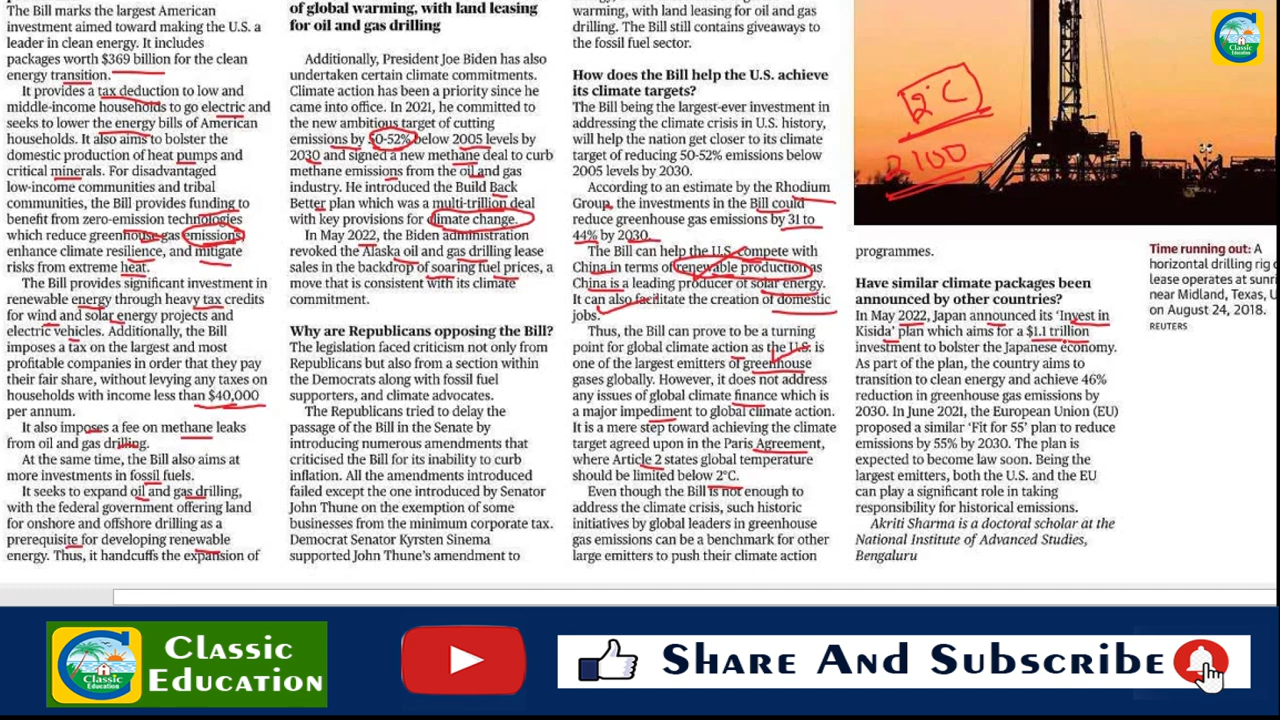 The Bill marks the largest American
investment aimed toward making the U.S. a
leader in clean energy. It includes
packages worth $369 billion for the clean
energy transition.
It provides a tax deduction to low and
middle-income households to go electric and
seeks to lower the energy bills of American
households. It also aims to bolster the
domestic production of heat pumps and
critical minerals. For disadvantaged
low-income communities and tribal
communities, the Bill provides funding to
benefit from zero-emission technologies
which reduce greenhouse gas emissions,
enhance climate resilience, and mitigate
risks from extreme heat.
The Bill provides significant investment in
renewable energy through heavy tax credits
for wind and solar energy projects and
electric vehicles. Additionally, the Bill
imposes a tax on the largest and most
profitable companies in order that they pay
their fair share, without levying any taxes on
households with income less than $40,000
per annum.
It also imposes a fee on methane leaks
from oil and gas drilling.
At the same time, the Bill also aims at
more investments in fossil fuels.
It seeks to expand oil and gas drilling,
with the federal government offering land
for onshore and offshore drilling as a
prerequisite for developing renewable
energy. Thus, it handcuffs the expansion of
of global warming, with land leasing
for oil and gas drilling
Additionally, President Joe Biden has also
undertaken certain climate commitments.
Climate action has been a priority since he
came into office. In 2021, he committed to
the new ambitious target of cutting
emissions by 50-52% below 2005 levels by
2030 and signed a new methane deal to curb
methane emissions from the oil and gas
industry. He introduced the Build Back
Better plan which was a multi-trillion deal
with key provisions for climate change.
In May 2022, the Biden administration
revoked the Alaska oil and gas drilling lease
sales in the backdrop of soaring fuel prices, a
move that is consistent with its climate
commitment.
Why are Republicans opposing the Bill?
The legislation faced criticism not only from
Republicans but also from a section within
the Democrats along with fossil fuel
supporters, and climate advocates.
The Republicans tried to delay the
passage of the Bill in the Senate by
introducing numerous amendments that
criticised the Bill for its inability to curb
inflation. All the amendments introduced
failed except the one introduced by Senator
John Thune on the exemption of some
businesses from the minimum corporate tax.
Democrat Senator Kyrsten Sinema
supported John Thune's amendment to
warming, with land leasing for oil and gas
drilling. The Bill still contains giveaways to
the fossil fuel sector.
How does the Bill help the U.S. achieve
its climate targets?
The Bill being the largest-ever investment in
addressing the climate crisis in U.S. history,
will help the nation get closer to its climate
target of reducing 50-52% emissions below
2005 levels by 2030.
According to an estimate by the Rhodium
Group, the investments in the Bill could
reduce greenhouse gas emissions by 31 to
44% by 2030.
The Bill can help the U.S. compete with
China in terms of renewable production as
China is a leading producer of solar energy.
It can also facilitate the creation of domestic
jobs.
Thus, the Bill can prove to be a turning
point for global climate action as the U.S. is
one of the largest emitters of greenhouse
gases globally. However, it does not address
any issues of global climate finance which is
a major impediment to global climate action.
It is a mere step toward achieving the climate
target agreed upon in the Paris Agreement,
where Article 2 states global temperature
should be limited below 2°C.
Even though the Bill is not enough to
address the climate crisis, such historic
initiatives by global leaders in greenhouse
gas emissions can be a benchmark for other
large emitters to push their climate action
2°C
2100
programmes.
Have similar climate packages been
announced by other countries?
In May 2022, Japan announced its 'Invest in
Kisida' plan which aims for a $1.1 trillion
investment to bolster the Japanese economy.
As part of the plan, the country aims to
transition to clean energy and achieve 46%
reduction in greenhouse gas emissions by
2030. In June 2021, the European Union (EU)
proposed a similar 'Fit for 55' plan to reduce
emissions by 55% by 2030. The plan is
expected to become law soon. Being the
largest emitters, both the U.S. and the EU
can play a significant role in taking
responsibility for historical emissions.
Akriti Sharma is a doctoral scholar at the
National Institute of Advanced Studies,
Bengaluru
Time running out: A
horizontal drilling rig
lease operates at
near Midland, Texas, U
on August 24, 2018.
REUTERS
Classic
Education
Classic
Education
Classic
Education
Share And Subscribe